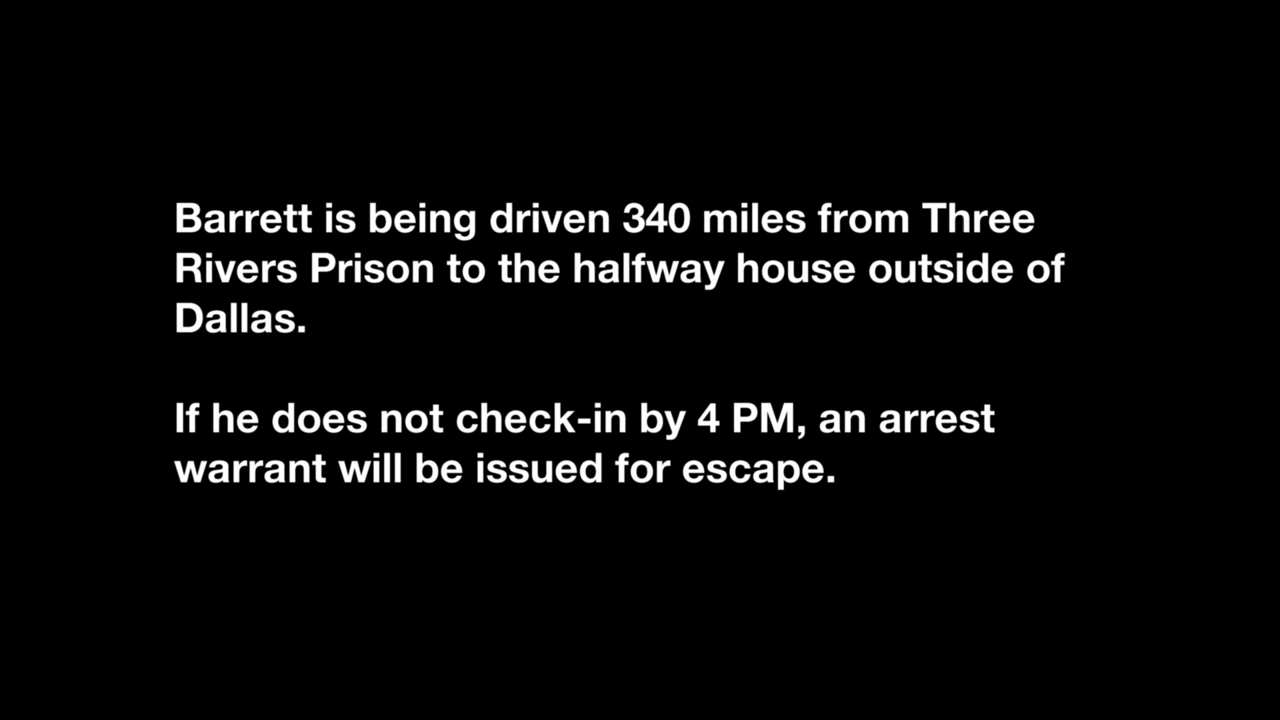 Barrett is being driven 340 miles from Three
Rivers Prison to the halfway house outside of
Dallas.
If he does not check-in by 4 PM, an arrest
warrant will be issued for escape.